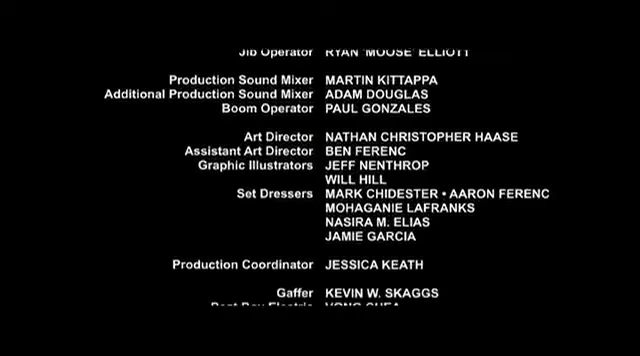 Jib Operator RYAN 'MOOSE' ELLIOTT
Production Sound Mixer MARTIN KITTAPPA
Additional Production Sound Mixer ADAM DOUGLAS
Boom Operator PAUL GONZALES
Art Director NATHAN CHRISTOPHER HAASE
Assistant Art Director BEN FERENC
Graphic Illustrators JEFF NENTHROP
WILL HILL
Set Dressers MARK CHIDESTER • AARON FERENC
MOHAGANIE LAFRANKS
NASIRA M. ELIAS
JAMIE GARCIA
Production Coordinator JESSICA KEATH
Gaffer KEVIN W. SKAGGS